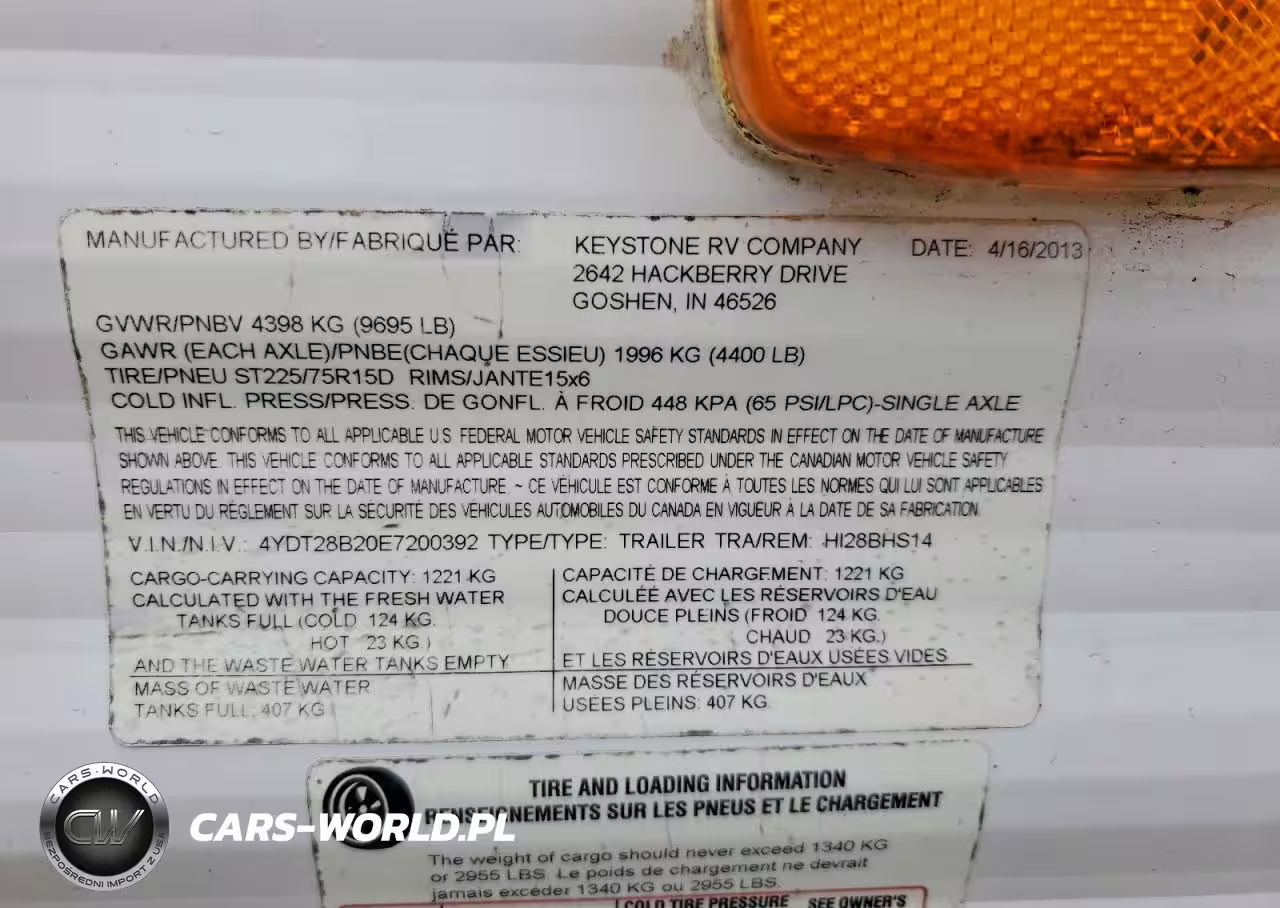 MANUFACTURED BY/FABRIQUÉ PAR: KEYSTONE RV COMPANY DATE: 4/16/2013
2642 HACKBERRY DRIVE
GOSHEN, IN 46526
GVWR/PNBV 4398 KG (9695 LB)
GAWR (EACH AXLE)/PNBE(CHAQUE ESSIEU) 1996 KG (4400 LB)
TIRE/PNEU ST225/75R15D RIMS/JANTE15x6
COLD INFL. PRESS/PRESS. DE GONFL. À FROID 448 KPA (65 PSI/LPC)-SINGLE AXLE
THIS VEHICLE CONFORMS TO ALL APPLICABLE U.S. FEDERAL MOTOR VEHICLE SAFETY STANDARDS IN EFFECT ON THE DATE OF MANUFACTURE
SHOWN ABOVE. THIS VEHICLE CONFORMS TO ALL APPLICABLE STANDARDS PRESCRIBED UNDER THE CANADIAN MOTOR VEHICLE SAFETY
REGULATIONS IN EFFECT ON THE DATE OF MANUFACTURE. ~ CE VÉHICULE EST CONFORME À TOUTES LES NORMES QUI LUI SONT APPLICABLES
EN VERTU DU RÉGLEMENT SUR LA SÉCURITÉ DES VÉHICULES AUTOMOBILES DU CANADA EN VIGUEUR À LA DATE DE SA FABRICATION.
V.I.N./N.I.V.: 4YDT28B20E7200392 TYPE/TYPE: TRAILER TRA/REM: HI28BHS14
CARGO-CARRYING CAPACITY: 1221 KG
CALCULATED WITH THE FRESH WATER
TANKS FULL (COLD 124 KG.
HOT 23 KG.)
AND THE WASTE WATER TANKS EMPTY
MASS OF WASTE WATER
TANKS FULL: 407 KG
CAPACITÉ DE CHARGEMENT: 1221 KG
CALCULÉE AVEC LES RÉSERVOIRS D'EAU
DOUCE PLEINS (FROID 124 KG.
CHAUD 23 KG.)
ET LES RÉSERVOIRS D'EAUX USÉES VIDES
MASSE DES RÉSERVOIRS D'EAUX
USÉES PLEINS: 407 KG.
TIRE AND LOADING INFORMATION
RENSEIGNEMENTS SUR LES PNEUS ET LE CHARGEMENT
The weight of cargo should never exceed 1340 KG
or 2955 LBS. Le poids de chargement ne devrait
jamais excéder 1340 KG ou 2955 LBS.
COLD TIRE PRESSURE SEE OWNER'S
CARS-WORLD
CW
BEZPOŚREDNI IMPORT Z USA
CARS-WORLD.PL